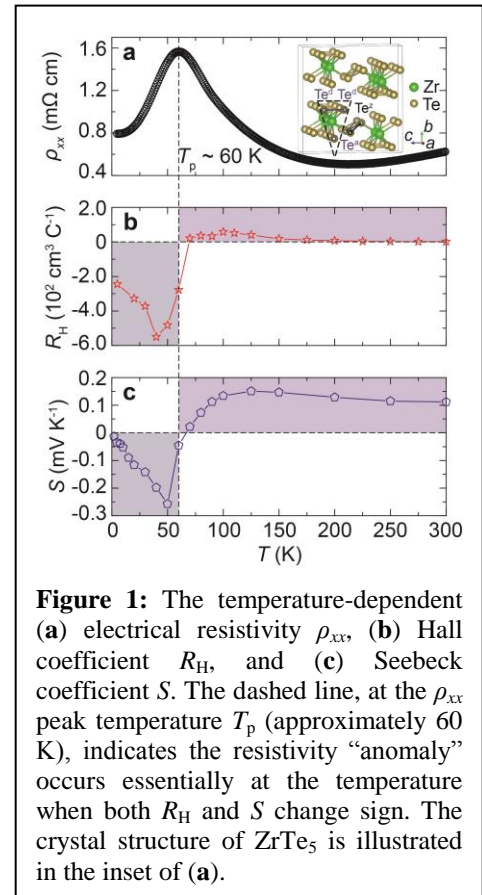 a
1.6
1.2
0.8
0.4
ρxx (mΩ cm)
Tp ~ 60 K
Teᵈ Teᵈ
Teᶻ
Teᵃ
Zr
Te
b
c
a
b
2.0
0
-2.0
-4.0
-6.0
RH (10² cm³ C⁻¹)
c
0.2
0.1
0
-0.1
-0.2
-0.3
S (mV K⁻¹)
0 50 100 150 200 250 300
T (K)
Figure 1: The temperature-dependent
(a) electrical resistivity ρxx, (b) Hall
coefficient RH, and (c) Seebeck
coefficient S. The dashed line, at the ρxx
peak temperature Tp (approximately 60
K), indicates the resistivity “anomaly”
occurs essentially at the temperature
when both RH and S change sign. The
crystal structure of ZrTe₅ is illustrated
in the inset of (a).